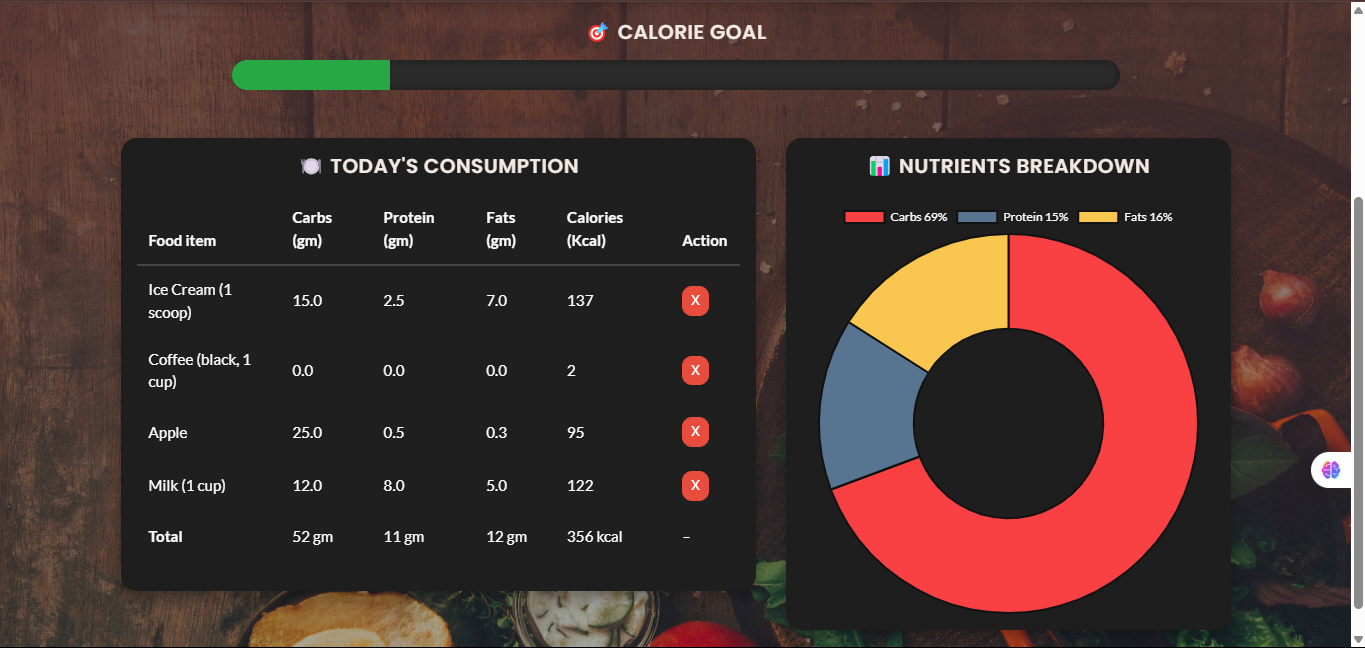 🎯 CALORIE GOAL
🍽️ TODAY'S CONSUMPTION
Food item Carbs (gm) Protein (gm) Fats (gm) Calories (Kcal) Action
Ice Cream (1 scoop) 15.0 2.5 7.0 137 X
Coffee (black, 1 cup) 0.0 0.0 0.0 2 X
Apple 25.0 0.5 0.3 95 X
Milk (1 cup) 12.0 8.0 5.0 122 X
Total 52 gm 11 gm 12 gm 356 kcal –
📊 NUTRIENTS BREAKDOWN
Carbs 69% Protein 15% Fats 16%